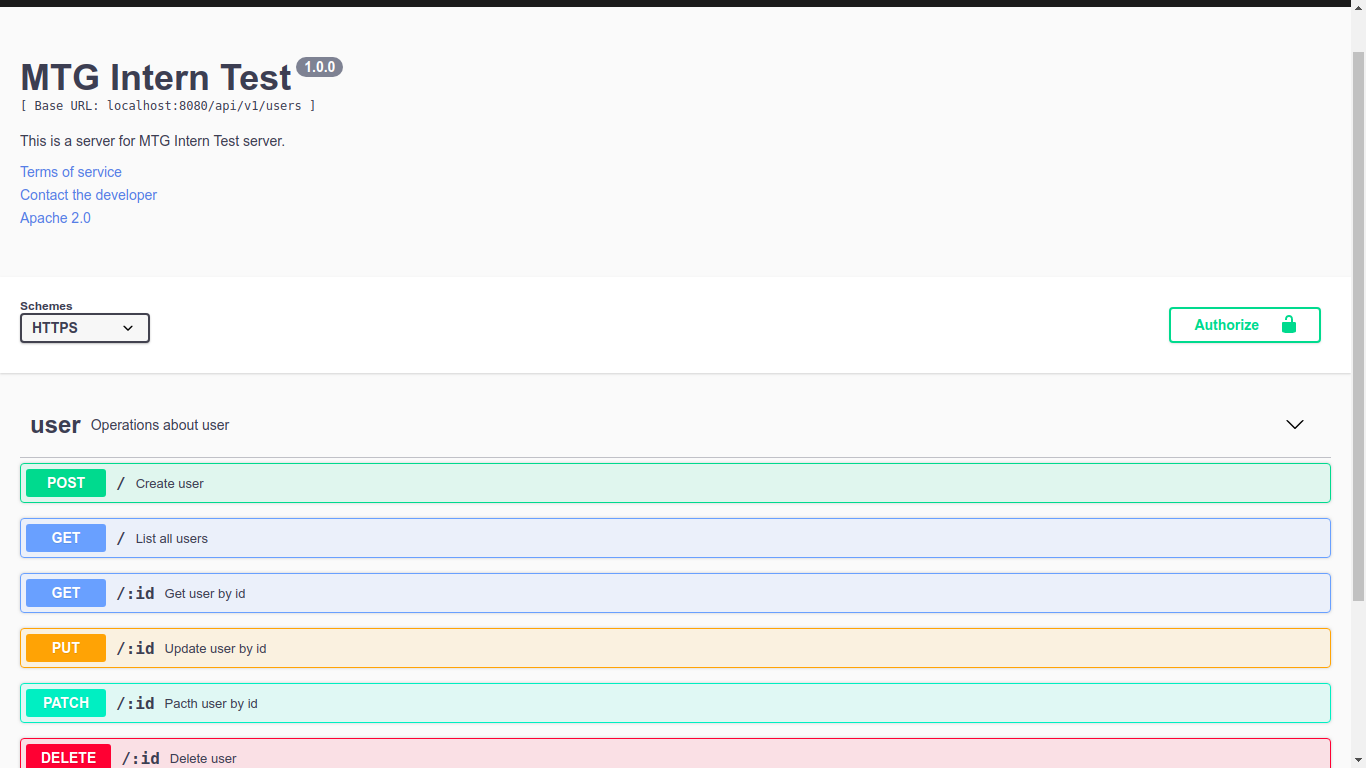 MTG Intern Test 1.0.0
[ Base URL: localhost:8080/api/v1/users ]
This is a server for MTG Intern Test server.
Terms of service
Contact the developer
Apache 2.0
Schemes
HTTPS
Authorize
user Operations about user
POST / Create user
GET / List all users
GET /:id Get user by id
PUT /:id Update user by id
PATCH /:id Pacth user by id
DELETE /:id Delete user